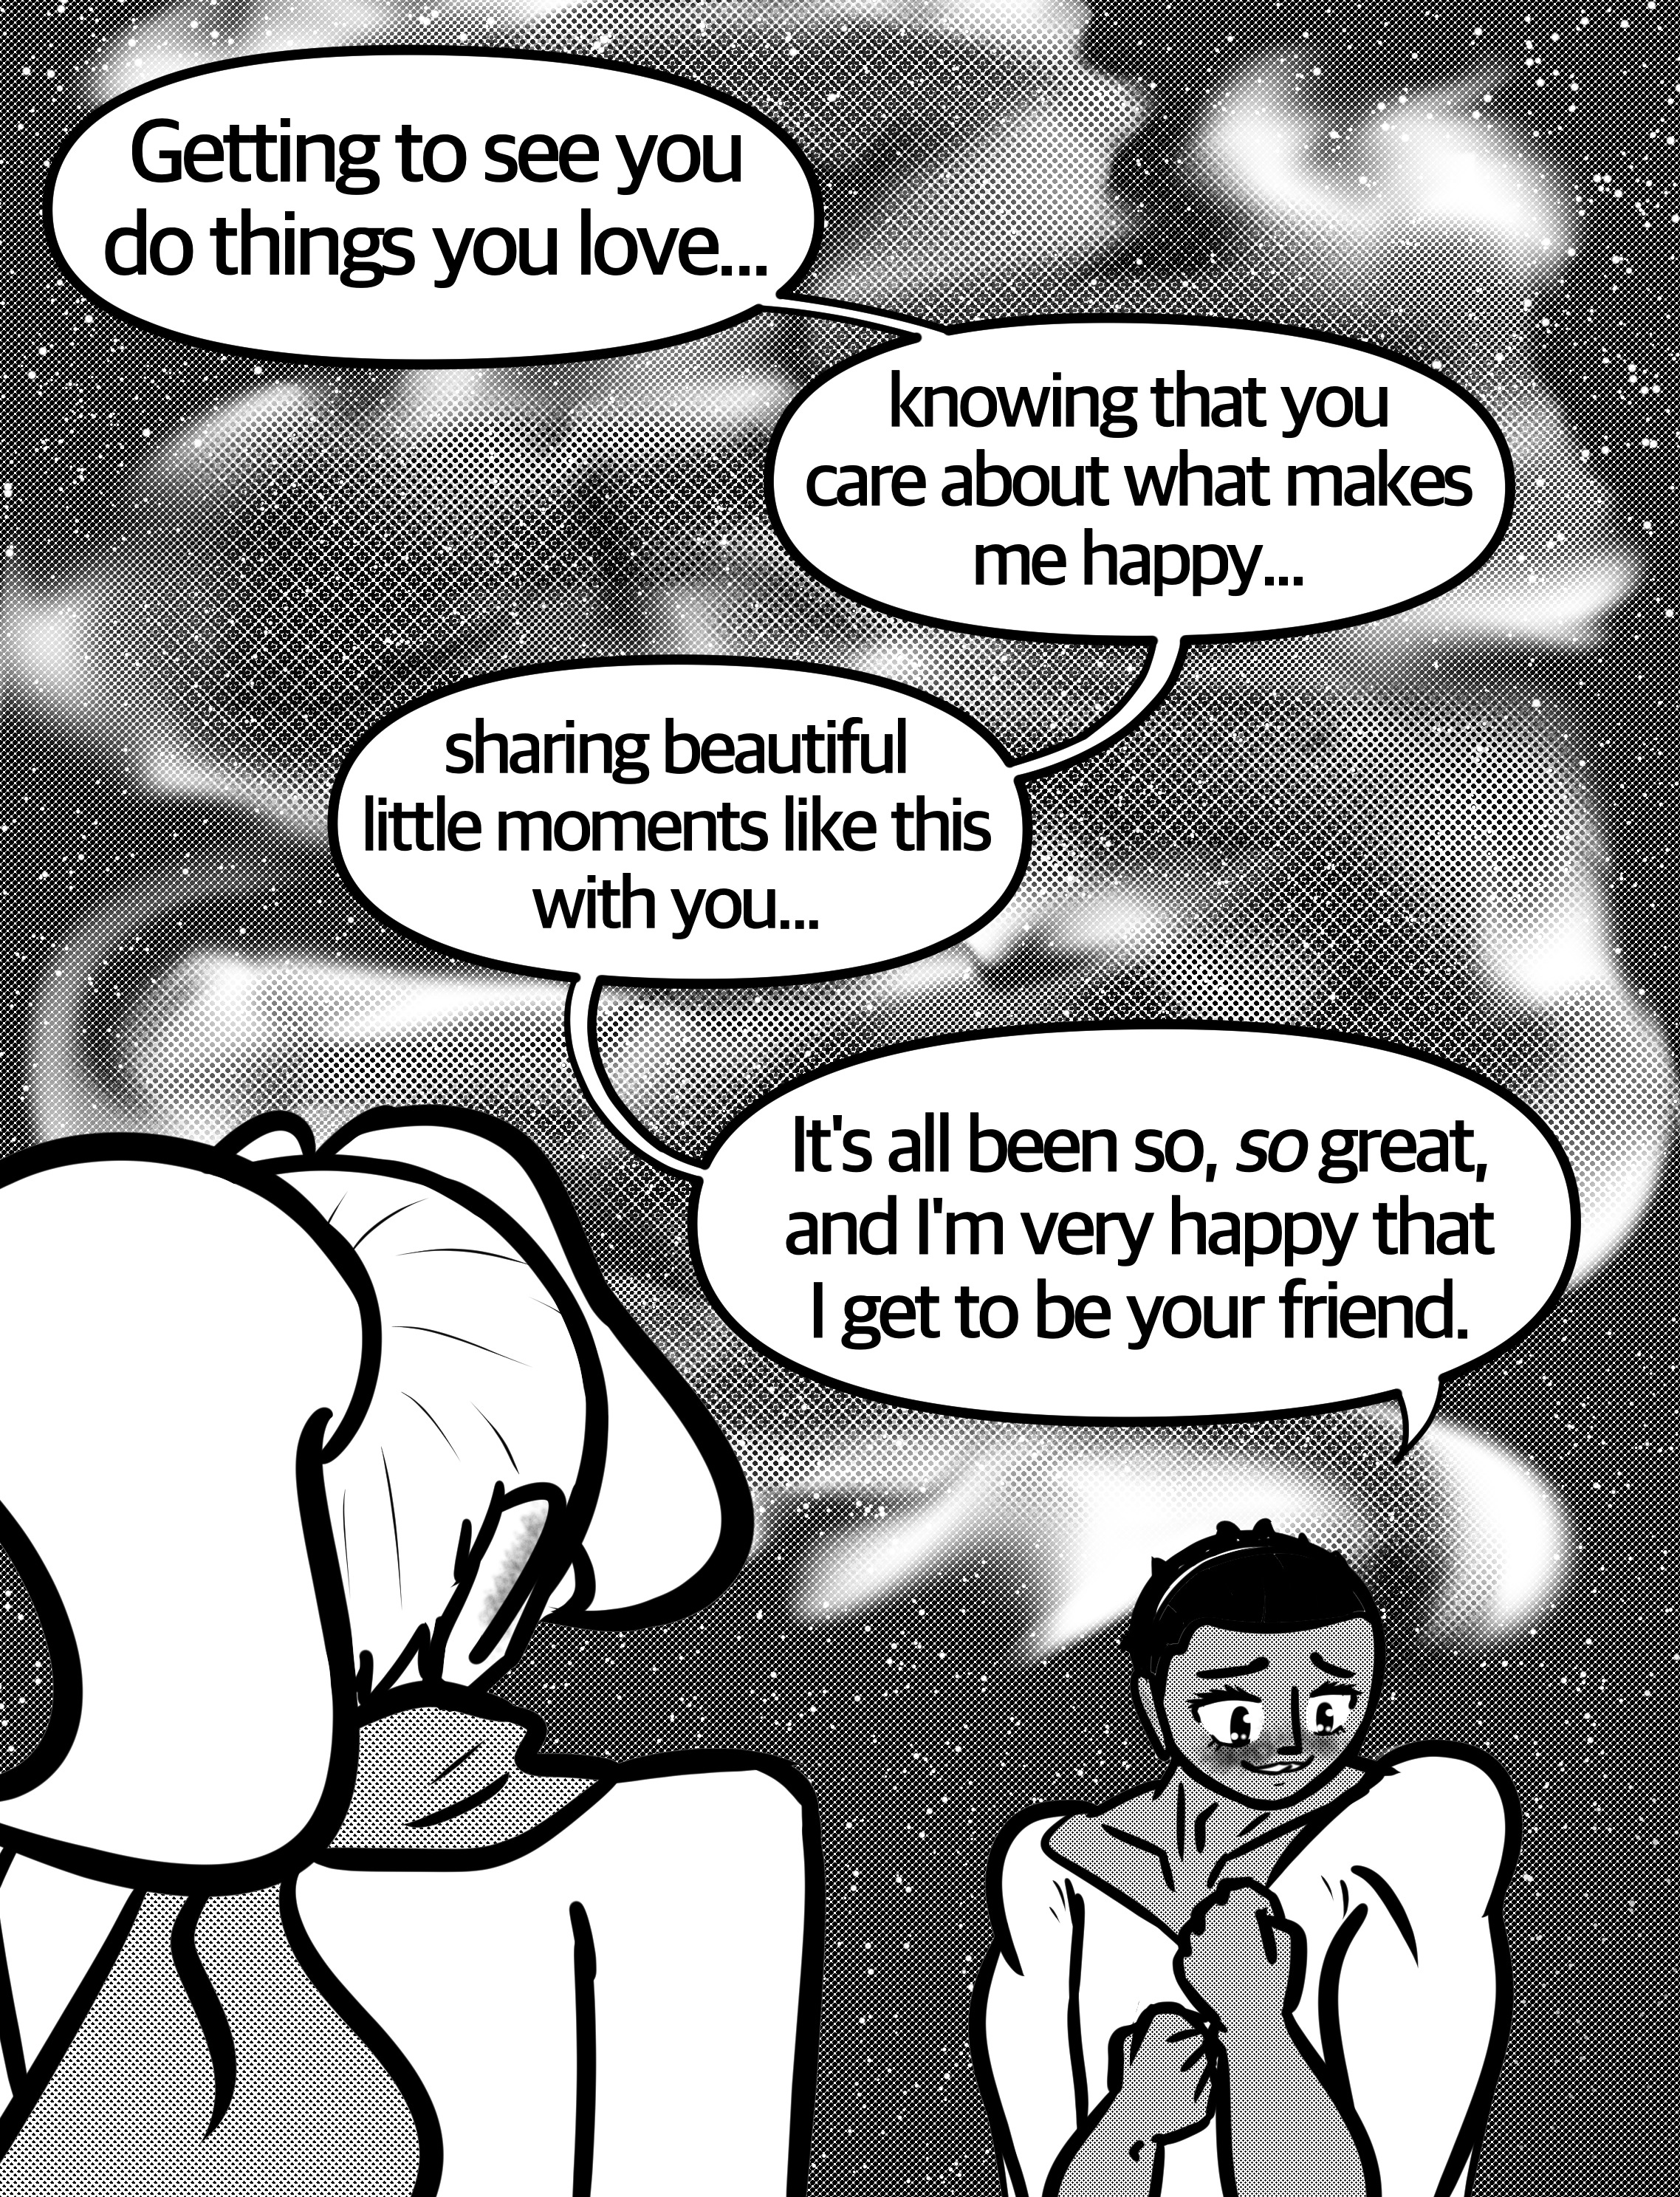 Getting to see you
do things you love...
knowing that you
care about what makes
me happy...
sharing beautiful
little moments like this
with you...
It's all been so, so great,
and I'm very happy that
I get to be your friend.